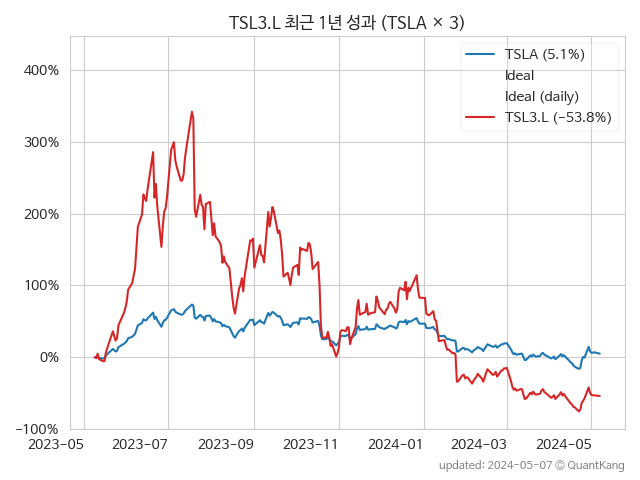 TSL3.L 최근 1년 성과 (TSLA × 3)
TSLA (5.1%)
Ideal
Ideal (daily)
TSL3.L (−53.8%)
400%
300%
200%
100%
0%
−100%
2023-05 2023-07 2023-09 2023-11 2024-01 2024-03 2024-05
updated: 2024-05-07 © QuantKang